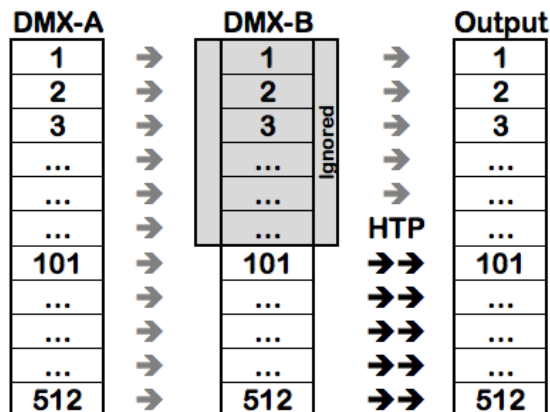 DMX-A DMX-B Output
1 ➔ 1 ➔ 1
2 ➔ 2 ➔ 2
3 ➔ 3 ➔ 3
... ➔ ... ➔ ...
... ➔ ... ➔ ...
... ➔ ... HTP ...
Ignored
101 ➔ 101 ➔➔ 101
... ➔ ... ➔➔ ...
... ➔ ... ➔➔ ...
... ➔ ... ➔➔ ...
512 ➔ 512 ➔➔ 512